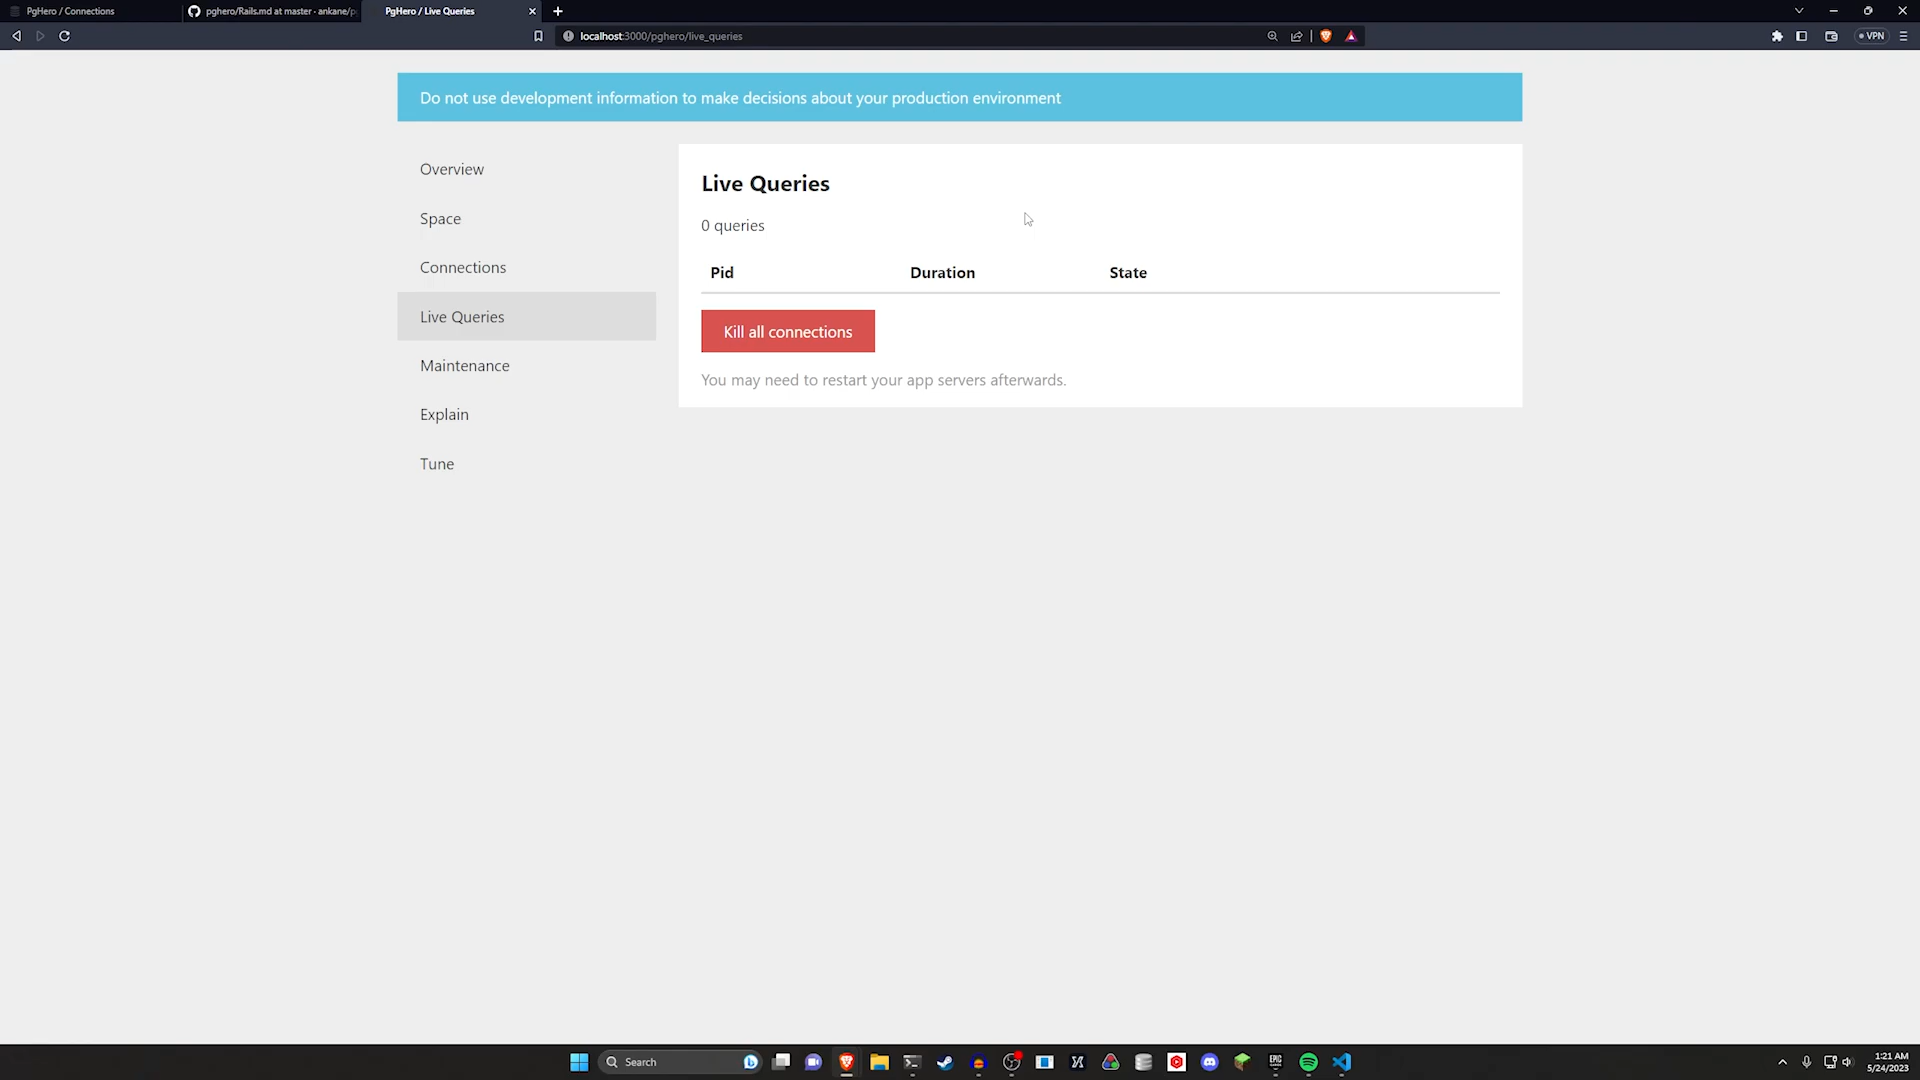 PgHero / Connections
pghero/Rails.md at master · ankane/p
PgHero / Live Queries
localhost:3000/pghero/live_queries
VPN
Do not use development information to make decisions about your production environment
Overview
Space
Connections
Live Queries
Maintenance
Explain
Tune
Live Queries
0 queries
Pid Duration State
Kill all connections
You may need to restart your app servers afterwards.
Search
EPIC
1:21 AM
5/24/2023